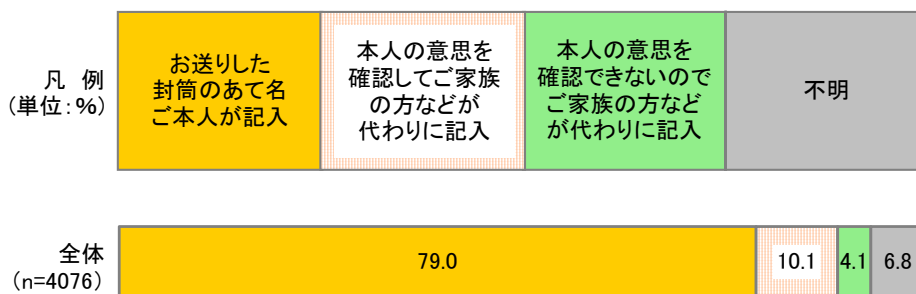 凡 例
(単位:%)
お送りした
封筒のあて名
ご本人が記入
本人の意思を
確認してご家族
の方などが
代わりに記入
本人の意思を
確認できないので
ご家族の方など
が代わりに記入
不明
全体
(n=4076)
79.0
10.1
4.1
6.8